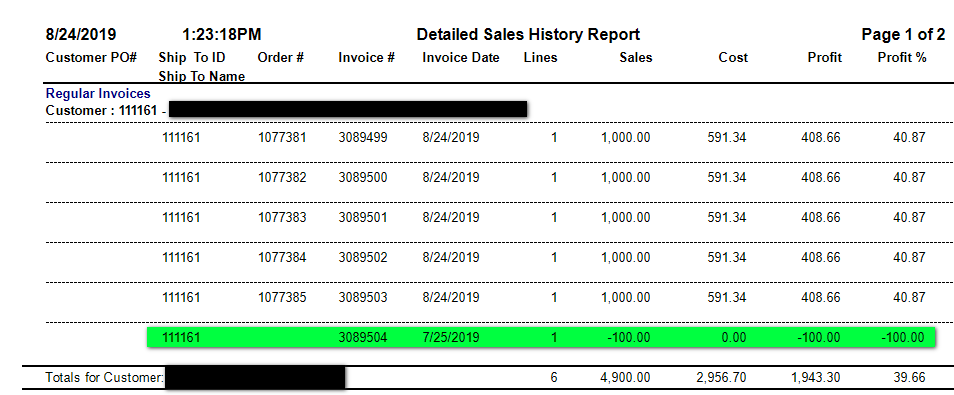 8/24/2019 1:23:18PM Detailed Sales History Report Page 1 of 2
Customer PO# Ship To ID Order # Invoice # Invoice Date Lines Sales Cost Profit Profit %
Ship To Name
Regular Invoices
Customer : 111161 -
111161 1077381 3089499 8/24/2019 1 1,000.00 591.34 408.66 40.87
111161 1077382 3089500 8/24/2019 1 1,000.00 591.34 408.66 40.87
111161 1077383 3089501 8/24/2019 1 1,000.00 591.34 408.66 40.87
111161 1077384 3089502 8/24/2019 1 1,000.00 591.34 408.66 40.87
111161 1077385 3089503 8/24/2019 1 1,000.00 591.34 408.66 40.87
111161 3089504 7/25/2019 1 -100.00 0.00 -100.00 -100.00
Totals for Customer: 6 4,900.00 2,956.70 1,943.30 39.66